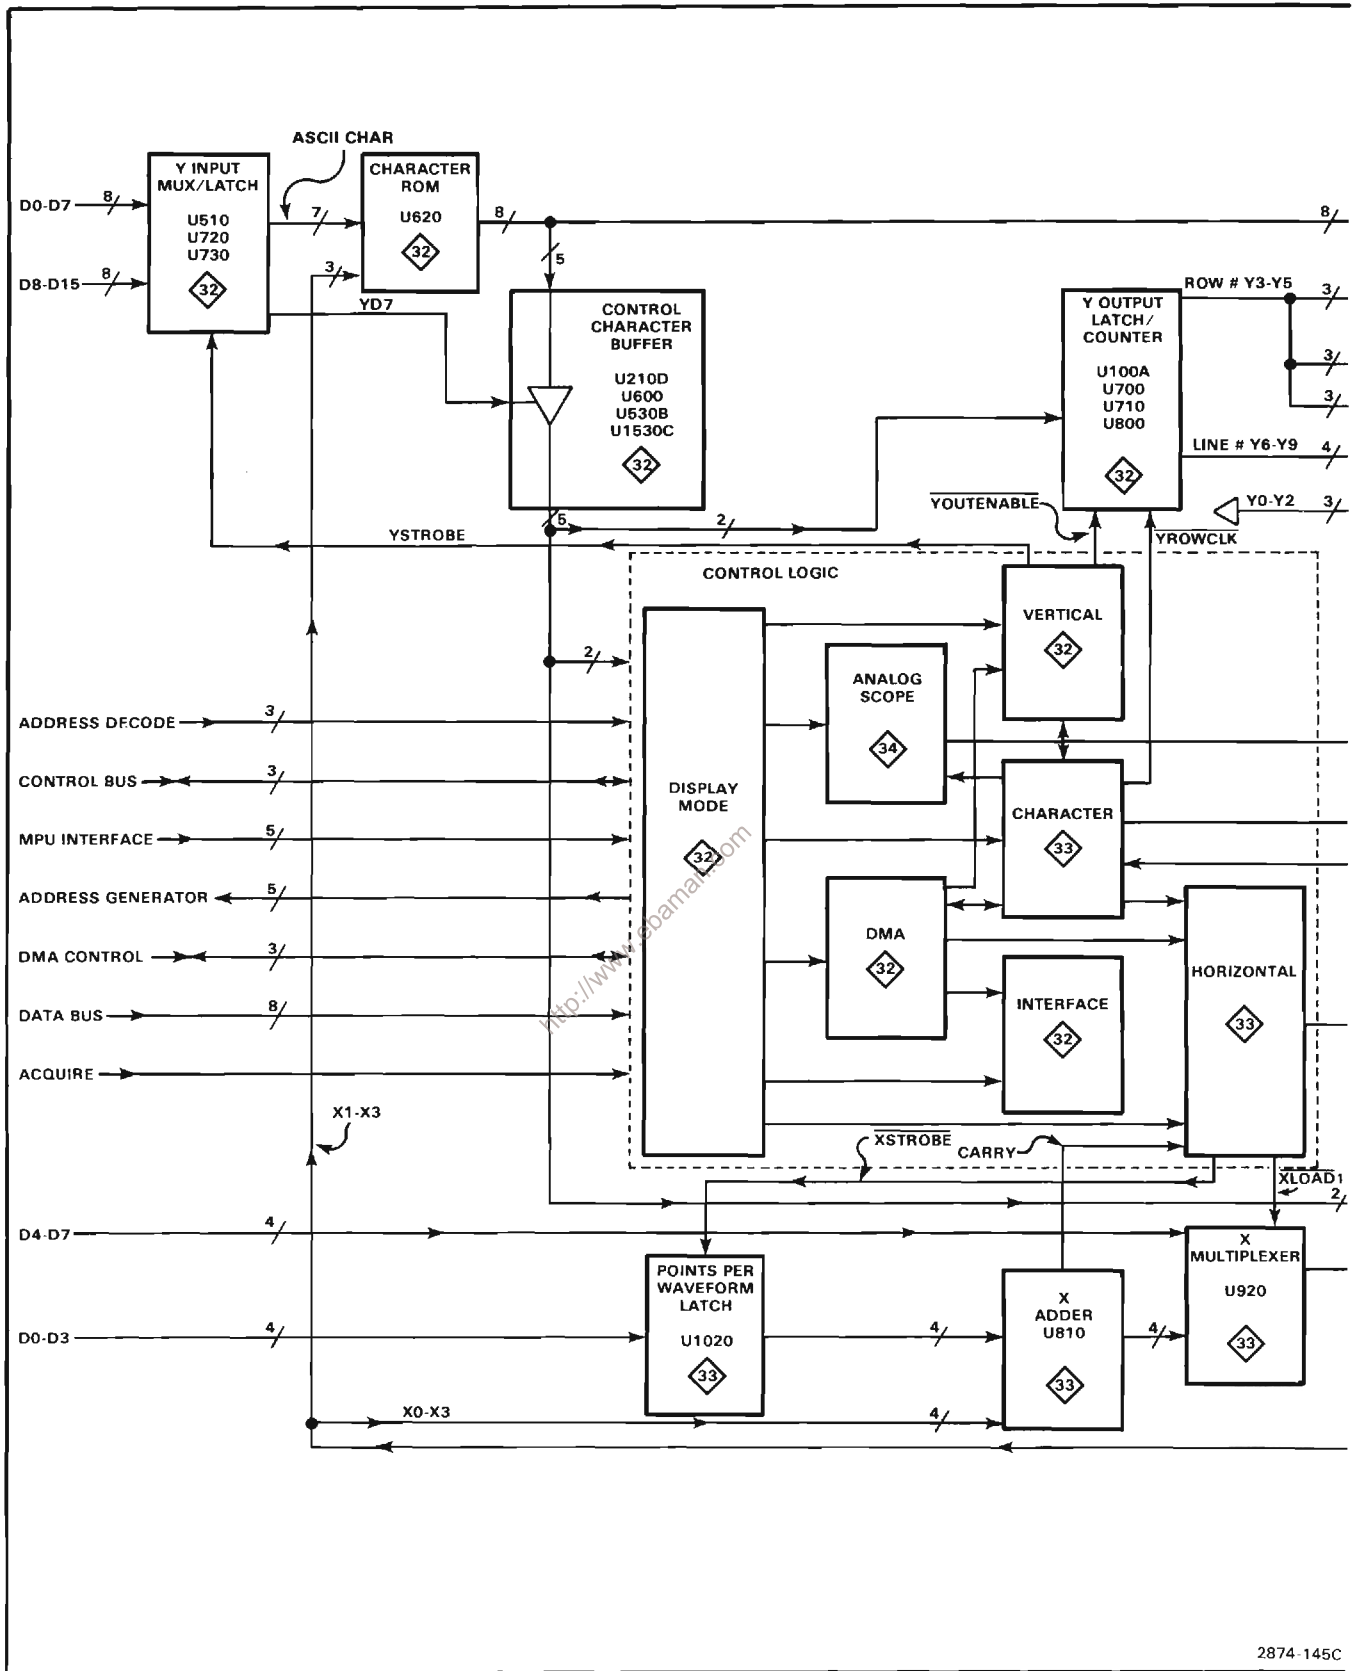 ASCII CHAR
Y INPUT
MUX/LATCH
U510
U720
U730
32
CHARACTER
ROM
U620
32
D0-D7
8
7
8
8
D8-D15
8
3
5
YD7
CONTROL
CHARACTER
BUFFER
U210D
U600
U530B
U1530C
32
Y OUTPUT
LATCH/
COUNTER
U100A
U700
U710
U800
32
ROW # Y3-Y5
3
3
3
LINE # Y6-Y9
4
Y0-Y2
3
YOUTENABLE
YROWCLK
5
2
YSTROBE
CONTROL LOGIC
2
DISPLAY
MODE
32
VERTICAL
32
ANALOG
SCOPE
34
CHARACTER
33
DMA
32
INTERFACE
32
HORIZONTAL
33
ADDRESS DECODE
3
CONTROL BUS
3
MPU INTERFACE
5
ADDRESS GENERATOR
5
DMA CONTROL
3
DATA BUS
8
ACQUIRE
X1-X3
XSTROBE
CARRY
XLOAD1
2
D4-D7
4
POINTS PER
WAVEFORM
LATCH
U1020
33
X
ADDER
U810
33
X
MULTIPLEXER
U920
33
D0-D3
4
4
4
X0-X3
4
http://www.ebaman.com
2874-145C